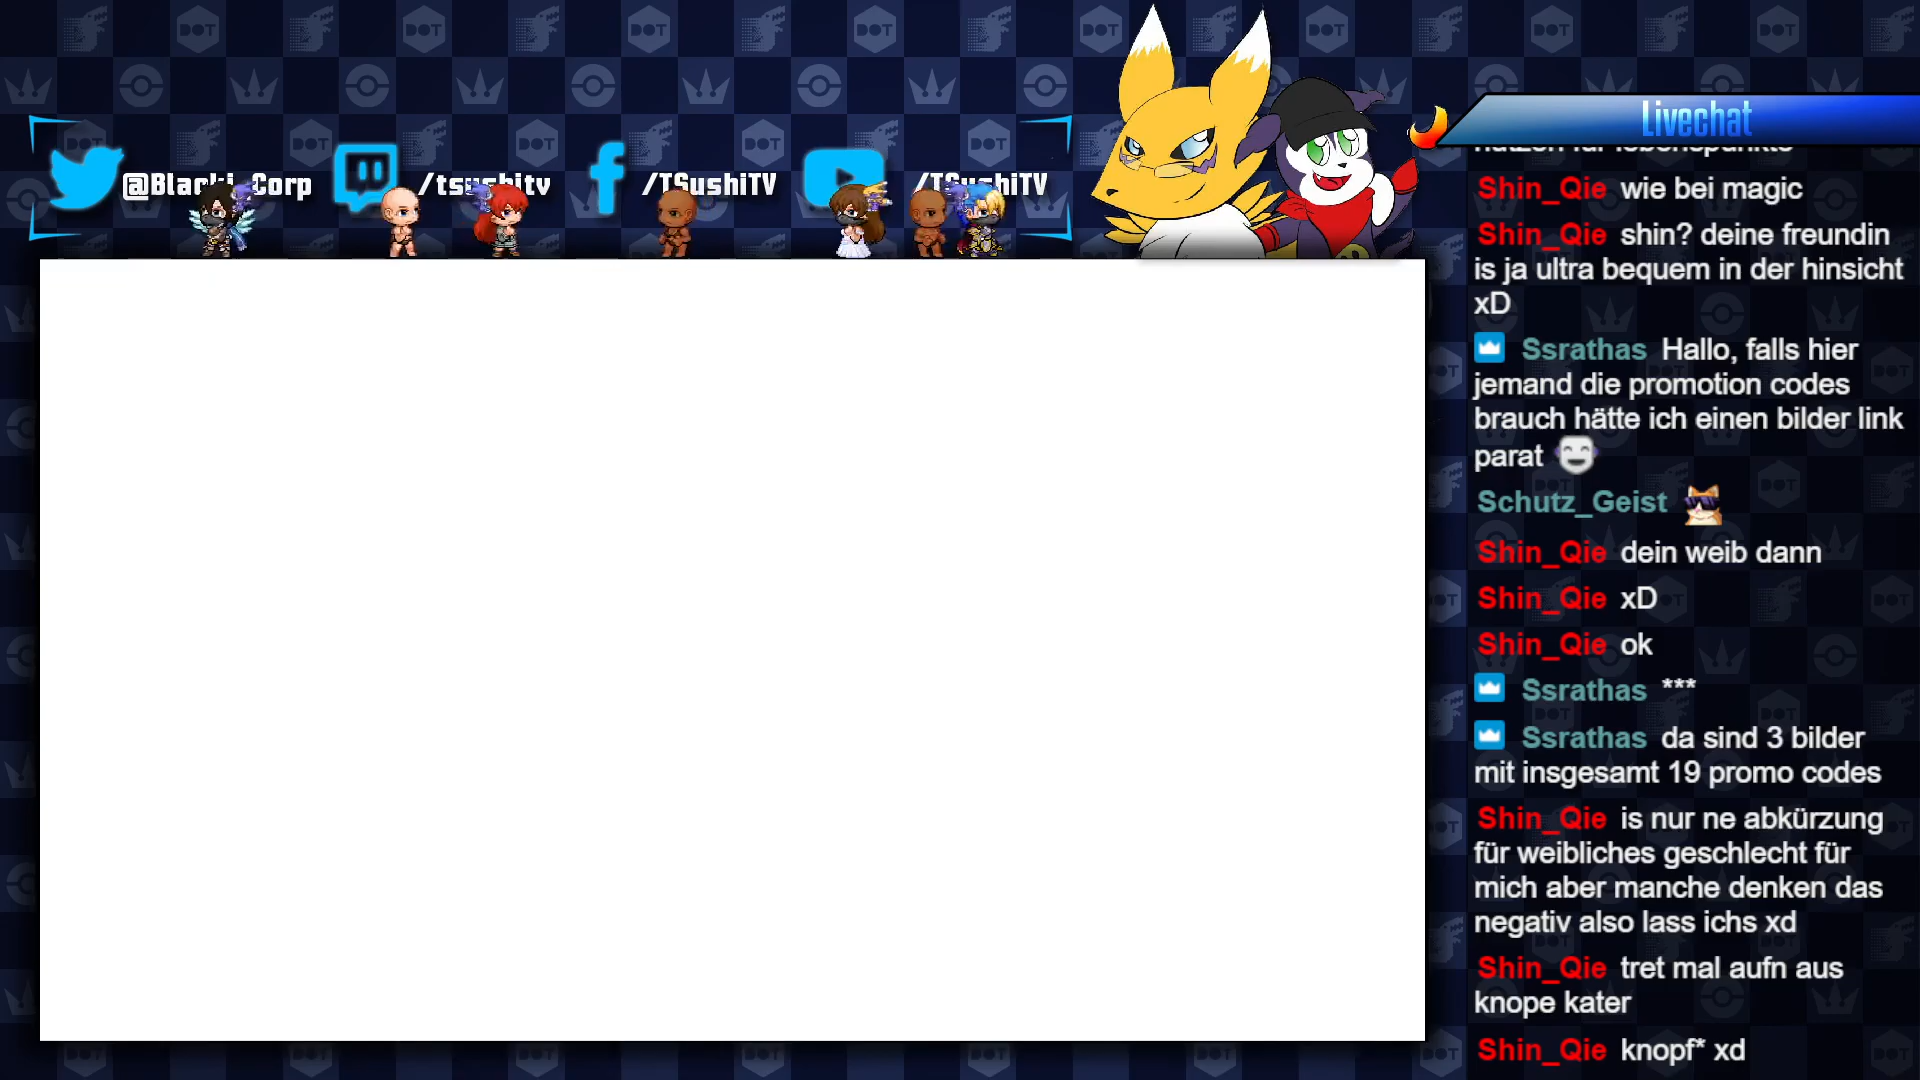 @Blacki_Corp /tsushitv /TSushiTV /TSushiTV
Livechat
nutzen für lebenspunkte
Shin_Qie wie bei magic
Shin_Qie shin? deine freundin
is ja ultra bequem in der hinsicht
xD
Ssrathas Hallo, falls hier
jemand die promotion codes
brauch hätte ich einen bilder link
parat
Schutz_Geist
Shin_Qie dein weib dann
Shin_Qie xD
Shin_Qie ok
Ssrathas ***
Ssrathas da sind 3 bilder
mit insgesamt 19 promo codes
Shin_Qie is nur ne abkürzung
für weibliches geschlecht für
mich aber manche denken das
negativ also lass ichs xd
Shin_Qie tret mal aufn aus
knope kater
Shin_Qie knopf* xd